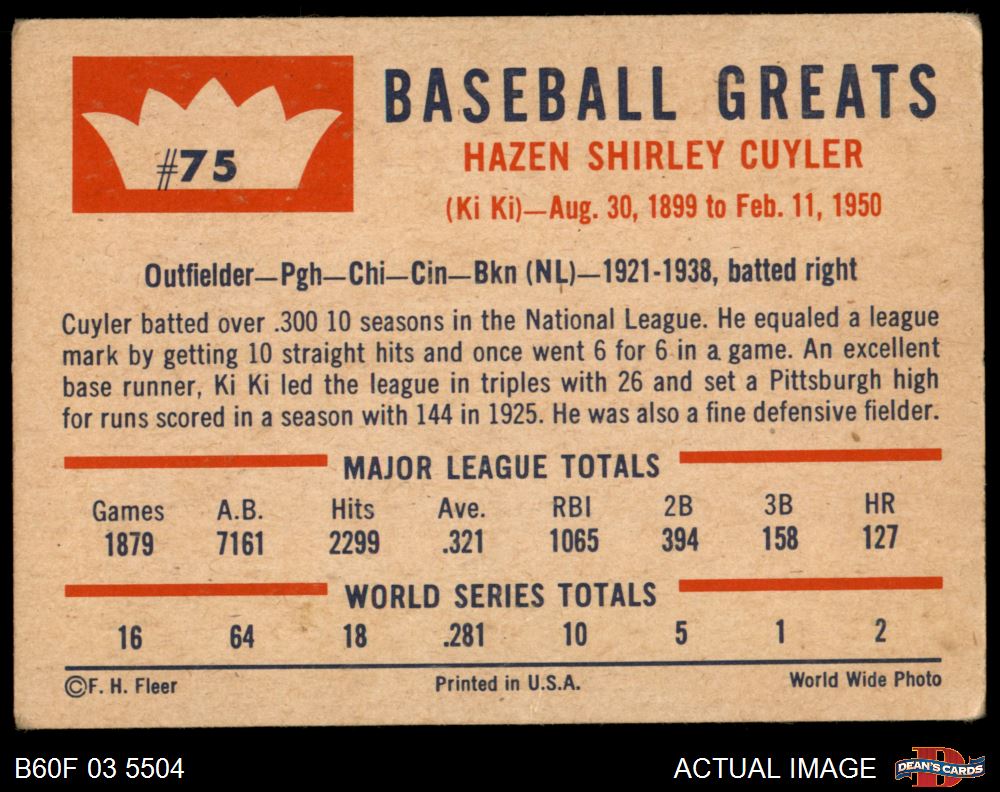 #75
BASEBALL GREATS
HAZEN SHIRLEY CUYLER
(Ki Ki)—Aug. 30, 1899 to Feb. 11, 1950
Outfielder—Pgh—Chi—Cin—Bkn (NL)—1921-1938, batted right
Cuyler batted over .300 10 seasons in the National League. He equaled a league
mark by getting 10 straight hits and once went 6 for 6 in a game. An excellent
base runner, Ki Ki led the league in triples with 26 and set a Pittsburgh high
for runs scored in a season with 144 in 1925. He was also a fine defensive fielder.
MAJOR LEAGUE TOTALS
Games A.B. Hits Ave. RBI 2B 3B HR
1879 7161 2299 .321 1065 394 158 127
WORLD SERIES TOTALS
16 64 18 .281 10 5 1 2
©F. H. Fleer Printed in U.S.A. World Wide Photo
B60F 03 5504 ACTUAL IMAGE DEAN'S CARDS